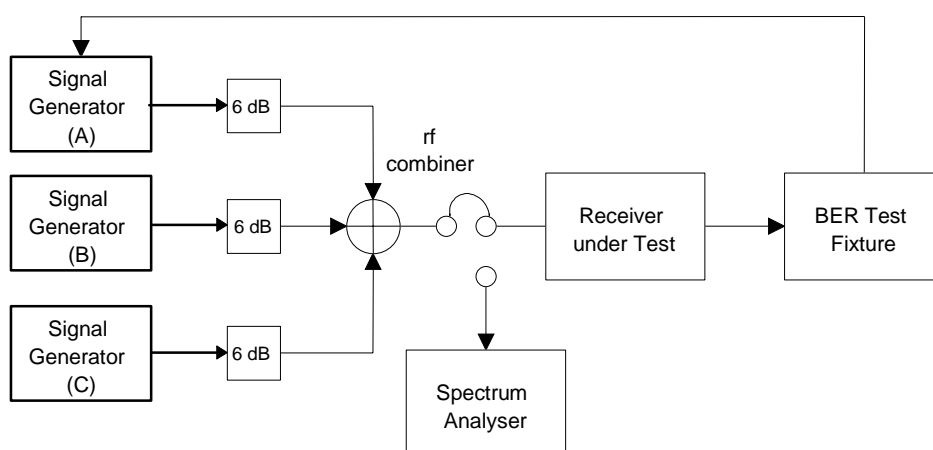 Signal
Generator
(A)
6 dB
rf
combiner
Signal
Generator
(B)
6 dB
Receiver
under Test
BER Test
Fixture
Signal
Generator
(C)
6 dB
Spectrum
Analyser